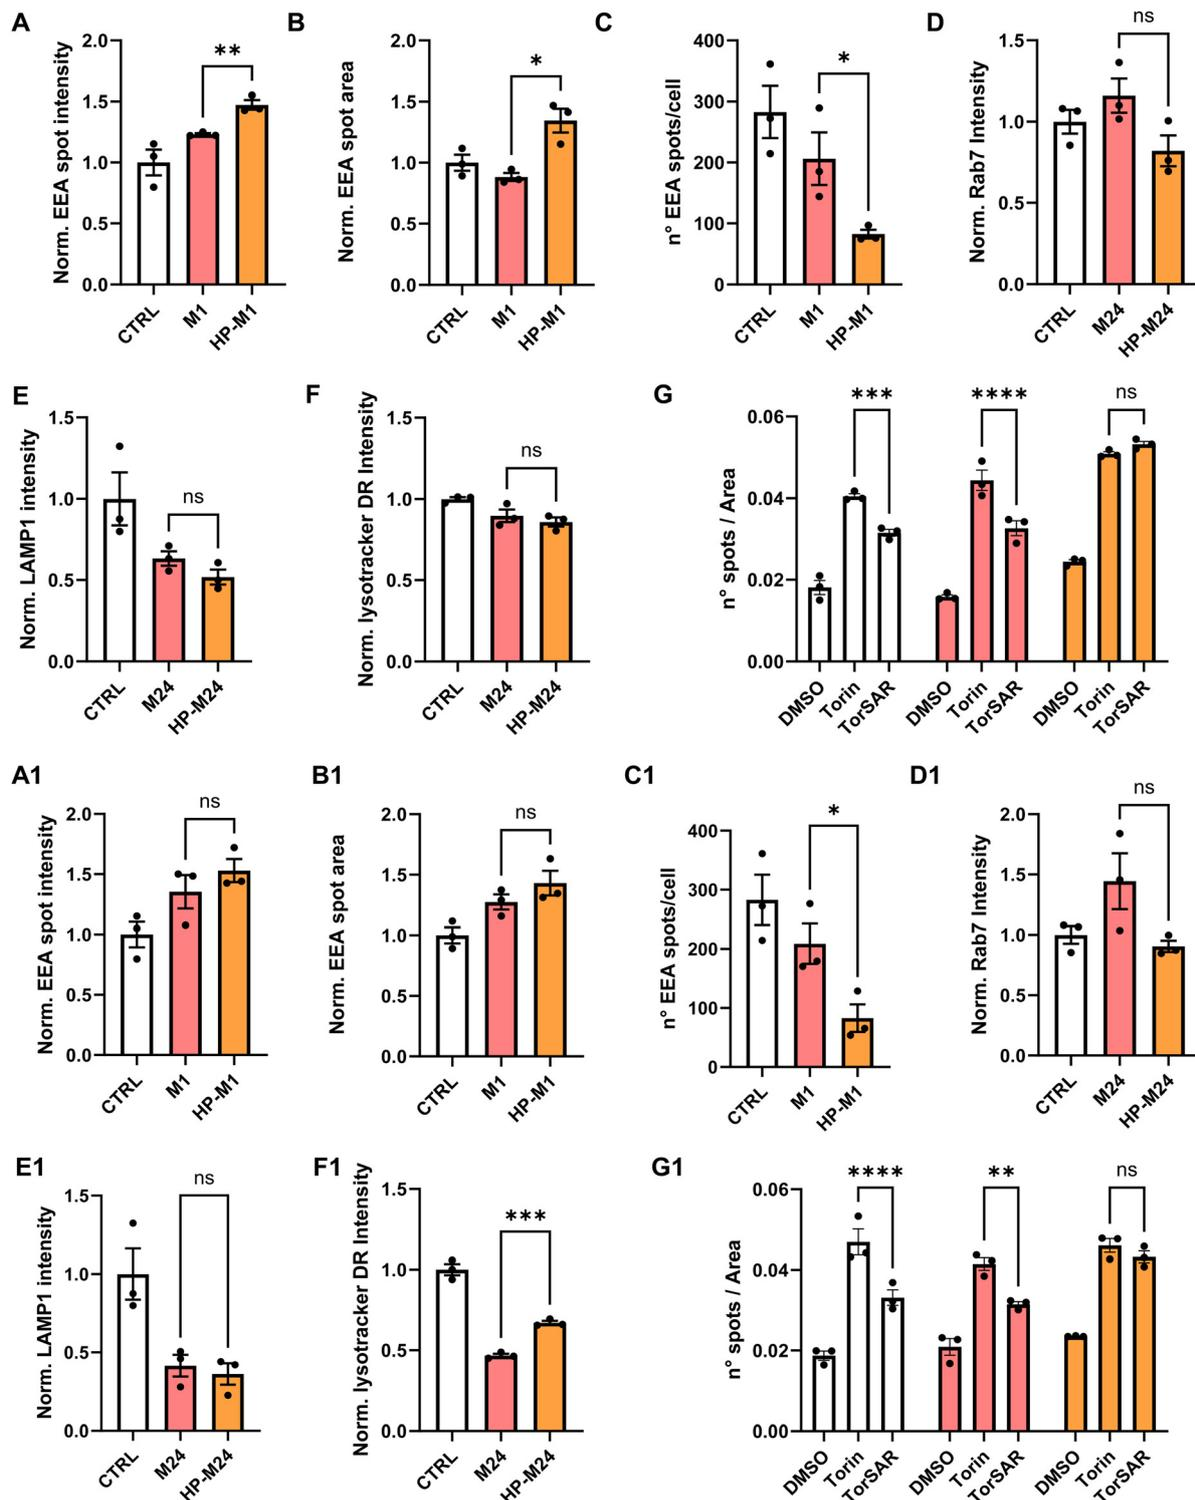 A
Norm. EEA spot intensity
2.0
1.5
1.0
0.5
0.0
**
CTRL
M1
HP-M1
B
Norm. EEA spot area
2.0
1.5
1.0
0.5
0.0
*
CTRL
M1
HP-M1
C
n° EEA spots/cell
400
300
200
100
0
*
CTRL
M1
HP-M1
D
Norm. Rab7 Intensity
1.5
1.0
0.5
0.0
ns
CTRL
M24
HP-M24
E
Norm. LAMP1 intensity
1.5
1.0
0.5
0.0
ns
CTRL
M24
HP-M24
F
Norm. lysotracker DR Intensity
1.5
1.0
0.5
0.0
ns
CTRL
M24
HP-M24
G
n° spots / Area
0.06
0.04
0.02
0.00
***
****
ns
DMSO
Torin
TorSAR
DMSO
Torin
TorSAR
DMSO
Torin
TorSAR
A1
Norm. EEA spot intensity
2.0
1.5
1.0
0.5
0.0
ns
CTRL
M1
HP-M1
B1
Norm. EEA spot area
2.0
1.5
1.0
0.5
0.0
ns
CTRL
M1
HP-M1
C1
n° EEA spots/cell
400
300
200
100
0
*
CTRL
M1
HP-M1
D1
Norm. Rab7 Intensity
2.0
1.5
1.0
0.5
0.0
ns
CTRL
M24
HP-M24
E1
Norm. LAMP1 intensity
1.5
1.0
0.5
0.0
ns
CTRL
M24
HP-M24
F1
Norm. lysotracker DR Intensity
1.5
1.0
0.5
0.0
***
CTRL
M24
HP-M24
G1
n° spots / Area
0.06
0.04
0.02
0.00
****
**
ns
DMSO
Torin
TorSAR
DMSO
Torin
TorSAR
DMSO
Torin
TorSAR